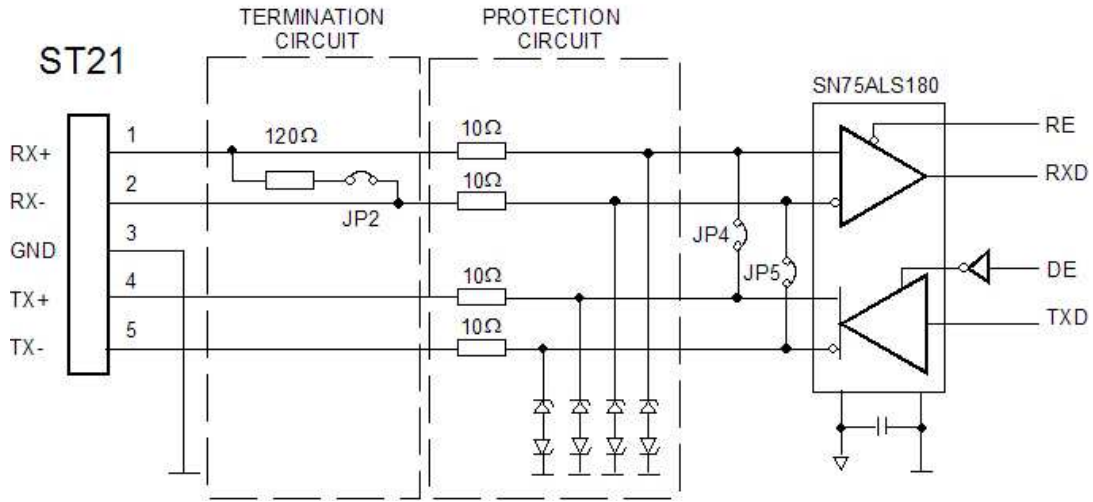 TERMINATION
CIRCUIT
PROTECTION
CIRCUIT
ST21
SN75ALS180
RX+
1
120Ω
10Ω
RE
RXD
RX-
2
10Ω
JP2
GND
3
JP4
JP5
DE
TX+
4
10Ω
TXD
TX-
5
10Ω